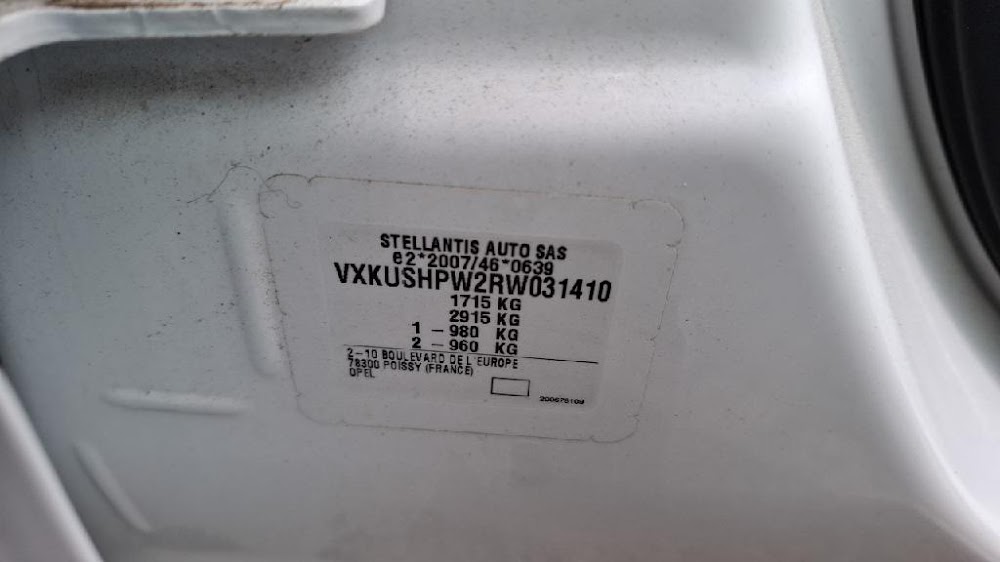 STELLANTIS AUTO SAS
e2*2007/46*0639
VXKUSHPW2RW031410
1715 KG
2915 KG
1 - 980 KG
2 - 960 KG
2-10 BOULEVARD DE L'EUROPE
78300 POISSY (FRANCE)
OPEL